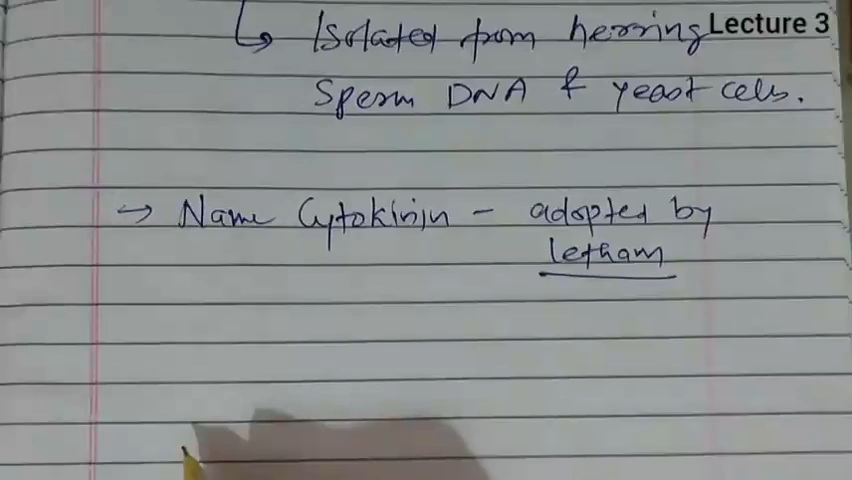 ↳ Isolated from herring
Lecture 3
Sperm DNA & yeast cells.
→ Name Cytokinin - adopted by
letham